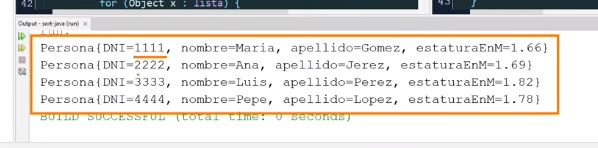 42
for (Object x : lista) {
43
Output - sort-java (run)
run:
Persona{DNI=1111, nombre=Maria, apellido=Gomez, estaturaEnM=1.66}
Persona{DNI=2222, nombre=Ana, apellido=Jerez, estaturaEnM=1.69}
Persona{DNI=3333, nombre=Luis, apellido=Perez, estaturaEnM=1.82}
Persona{DNI=4444, nombre=Pepe, apellido=Lopez, estaturaEnM=1.78}
BUILD SUCCESSFUL (total time: 0 seconds)